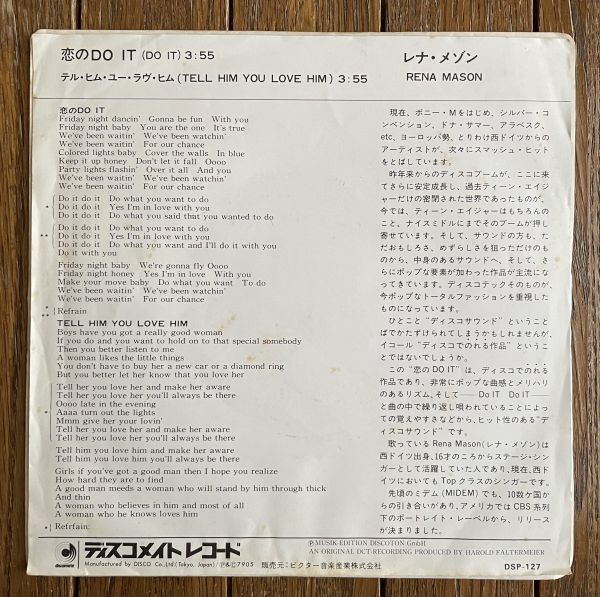 恋のDO IT (DO IT) 3:55
テル・ヒム・ユー・ラヴ・ヒム (TELL HIM YOU LOVE HIM) 3:55
レナ・メゾン
RENA MASON
恋のDO IT
Friday night dancin' Gonna be fun With you
Friday night baby You are the one It's true
We've been waitin' We've been watchin'
We've been waitin' For our chance
Colored lights baby Cover the walls In blue
Keep it up honey Don't let it fall Oooo
Party lights flashin' Over it all And you
We've been waitin' We've been watchin'
We've been waitin' For our chance
Do it do it Do what you want to do
Do it do it Yes I'm in love with you
Do it do it Do what you said that you wanted to do
Do it do it Do what you want to do
Do it do it Yes I'm in love with you
Do it do it Do what you want and I'll do it with you
Do it with you
Friday night baby We're gonna fly Oooo
Friday night honey Yes I'm in love With you
Make your move baby Do what you want To do
We've been waitin' We've been watchin'
We've been waitin' For our chance
Refrain
TELL HIM YOU LOVE HIM
Boys have you got a really good woman
If you do and you want to hold on to that special somebody
Then you better listen to me
A woman likes the little things
You don't have to buy her a new car or a diamond ring
But you better let her know that you love her
Tell her you love her and make her aware
Tell her you love her you'll always be there
Oooo late in the evening
Aaaa turn out the lights
Mmm give her your lovin'
Tell her you love her and make her aware
Tell her you love her you'll always be there
Tell him you love him and make her aware
Tell him you love him you'll always be there
Girls if you've got a good man then I hope you realize
How hard they are to find
A good man needs a woman who will stand by him through thick
And thin
A woman who believes in him and most of all
A woman who he knows loves him
Refrfain:
現在、ボニー・Mをはじめ、シルバー・コ
ンベンション、ドナ・サマー、アラベスク、
etc、ヨーロッパ勢、とりわけ西ドイツからの
アーティストが、次々にスマッシュ・ヒット
をとばしています。
昨年来からのディスコブームが、ここに来
てさらに安定成長し、過去ティーン・エイジ
ャーだけの密閉された世界であったものが、
今では、ティーン・エイジャーはもちろんの
こと、ナイスミドルにまでそのブームが押し
寄せています。そして、サウンドの方も、た
だおもしろさ、めずらしさを狙っただけのも
のから、中身のあるサウンドへ、そして、さ
らにポップな要素が加わった作品が主流にな
ってきています。ディスコテックそのものが、
今ポップなトータルファッションを重視した
ものになっています。
ひとこと“ディスコサウンド”ということ
ばでかたずけられてしまうかもしれませんが、
イコール“ディスコでのれる作品”というこ
とではないでしょうか。
この“恋のDO IT”は、ディスコでのれる
作品であり、非常にポップな曲感とメリハリ
のあるリズム、そして── Do IT Do IT──
と曲の中で繰り返し唄われていることによっ
ての覚えやすさなどから、ヒット性のある“デ
ィスコサウンド”です。
歌っている Rena Mason(レナ・メゾン)は
西ドイツ出身、16才のころからステージ・シン
ガーとして活躍していた人であり、現在、西ド
イツにおいてもTopクラスのシンガーです。
先頃のミデム(MIDEM)でも、10数ケ国か
らの引き合いがあり、アメリカではCBS系列
下のポートレイト・レーベルから、リリース
が決まりました。
discomate
ディスコメイトレコード
Manufactured by DISCO Co.,Ltd.(Tokyo, Japan)/Ⓟ&Ⓒ7905 販売元：ビクター音楽産業株式会社
Ⓟ MUSIK-EDITION DISCOTON GmbH
AN ORIGINAL DCT-RECORDING PRODUCED BY HAROLD FALTERMEIER
DSP-127